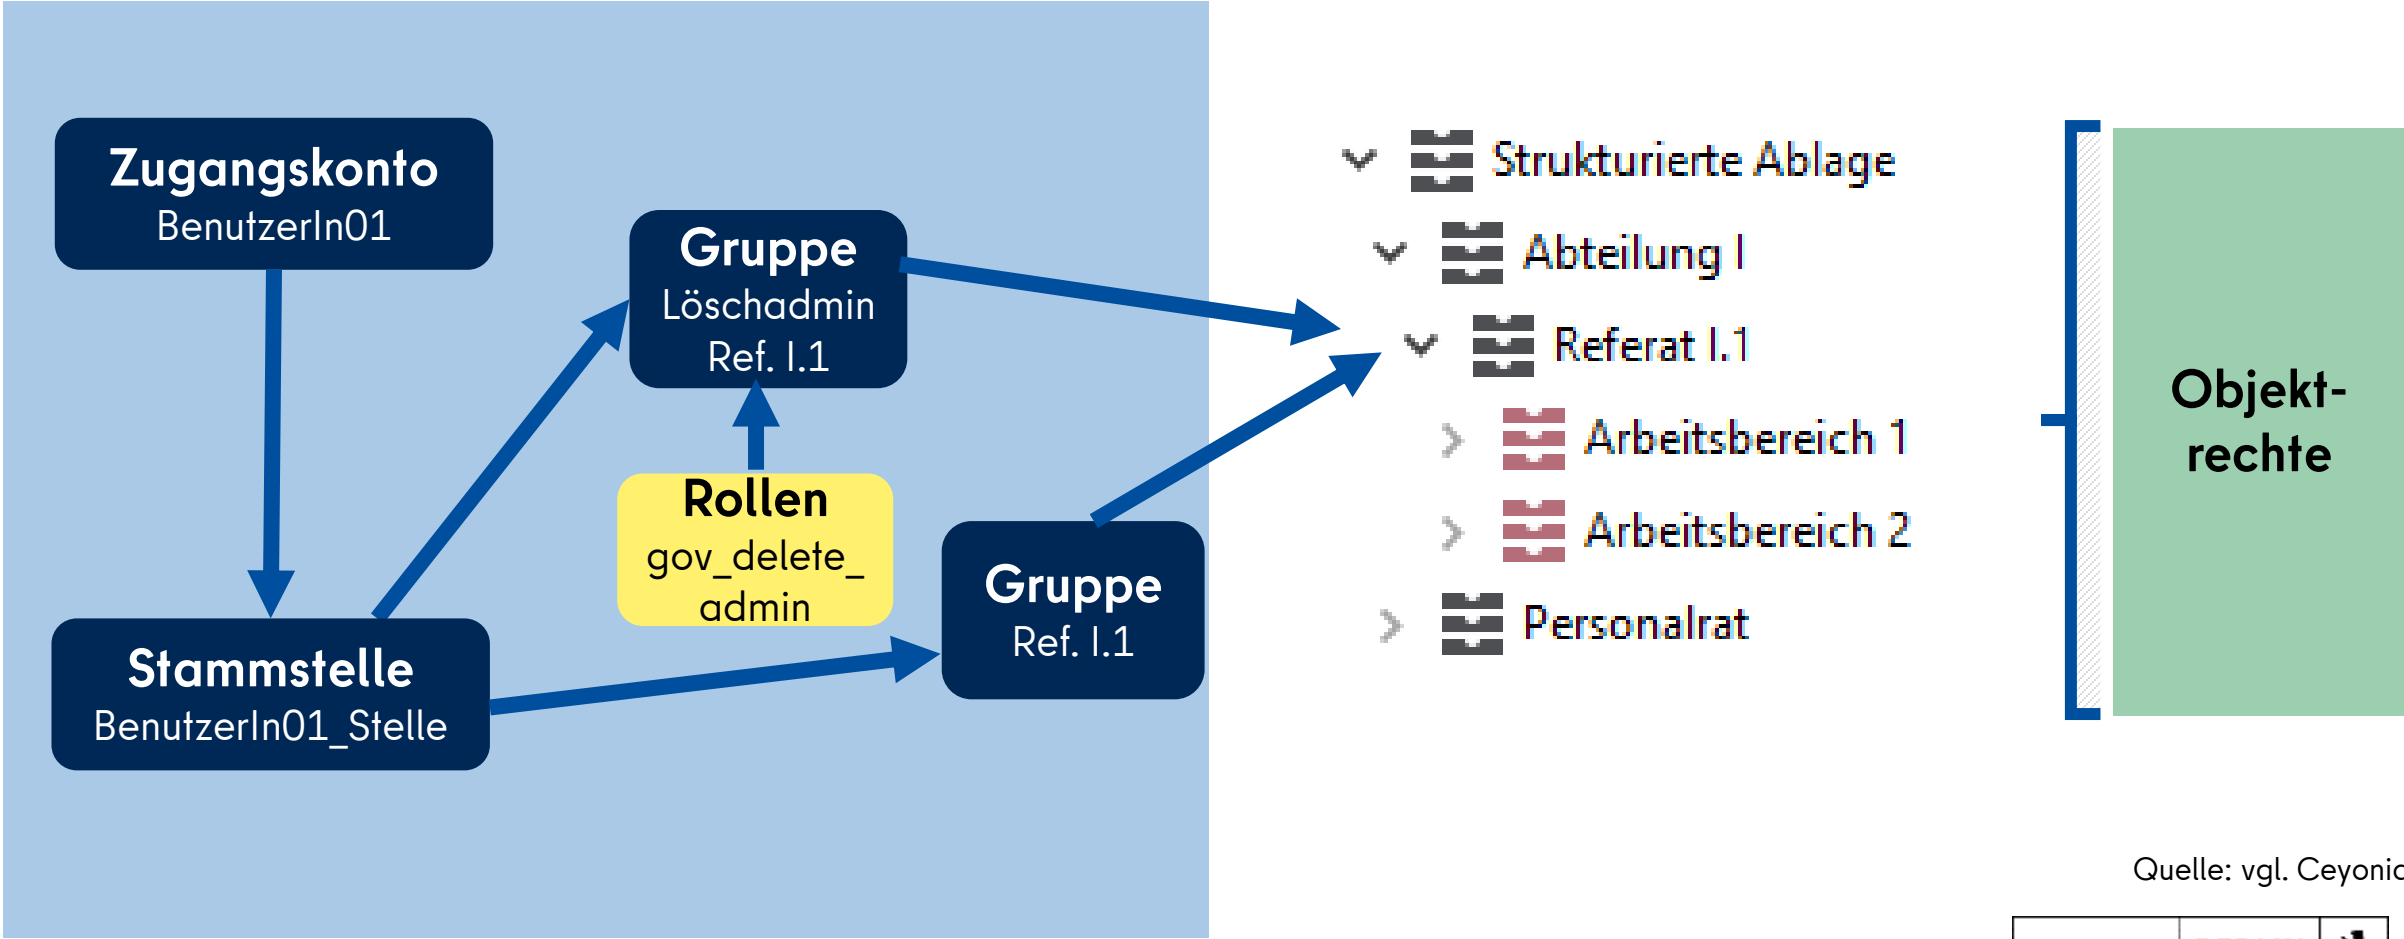 Zugangskonto
BenutzerIn01
Gruppe
Löschadmin
Ref. I.1
Rollen
gov_delete_
admin
Gruppe
Ref. I.1
Stammstelle
BenutzerIn01_Stelle
Strukturierte Ablage
Abteilung I
Referat I.1
Arbeitsbereich 1
Arbeitsbereich 2
Personalrat
Objekt-
rechte
Quelle: vgl.